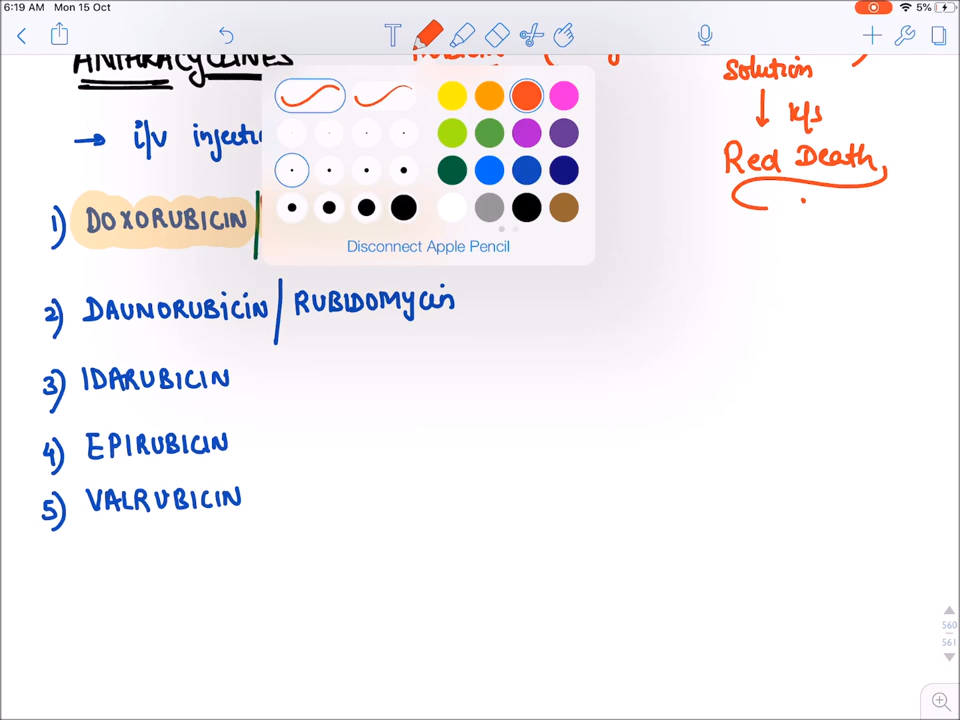 6:19 AM Mon 15 Oct
5%
T
ANTHRACYCLINES
Solution
→ i/v injectio
k/s
Red Death
1) DOXORUBICIN
Disconnect Apple Pencil
2) DAUNORUBICIN / RUBIDOMYCIN
3) IDARUBICIN
4) EPIRUBICIN
5) VALRUBICIN
560
561